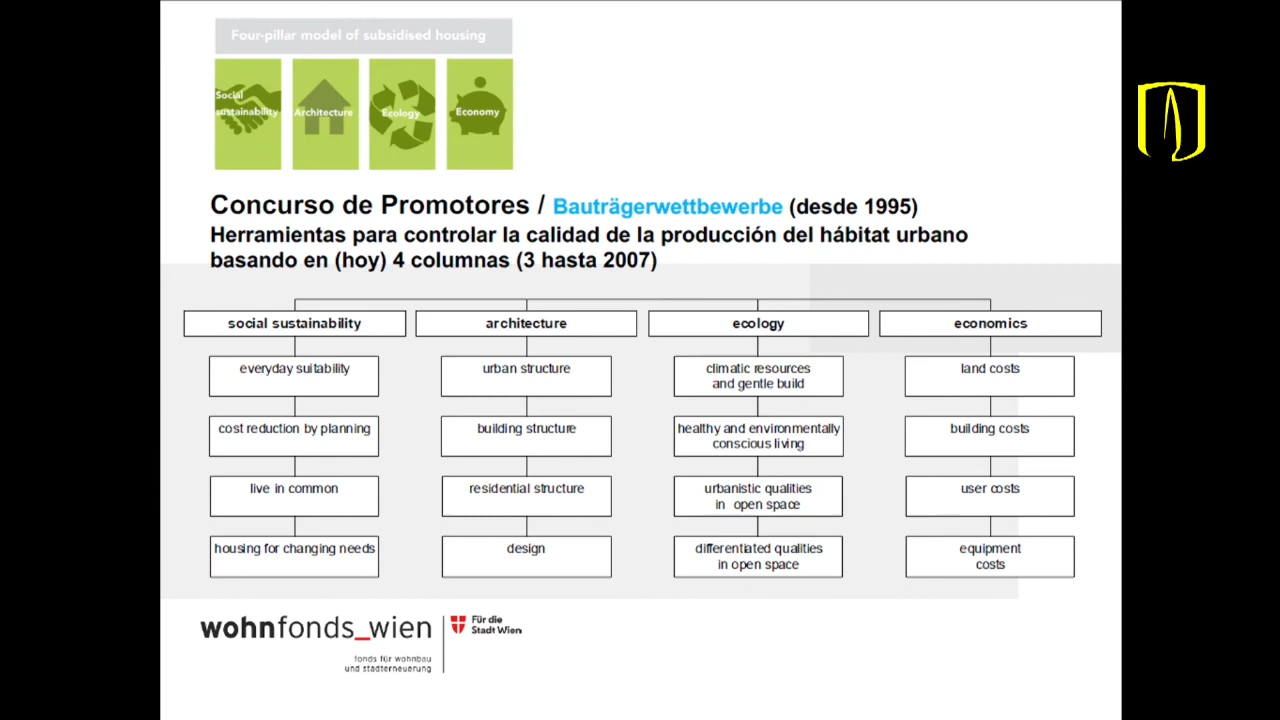 Four-pillar model of subsidised housing
Social
sustainability
Architecture
Ecology
Economy
Concurso de Promotores / Bauträgerwettbewerbe (desde 1995)
Herramientas para controlar la calidad de la producción del hábitat urbano
basando en (hoy) 4 columnas (3 hasta 2007)
social sustainability
architecture
ecology
economics
everyday suitability
urban structure
climatic resources
and gentle build
land costs
cost reduction by planning
building structure
healthy and environmentally
conscious living
building costs
live in common
residential structure
urbanistic qualities
in open space
user costs
housing for changing needs
design
differentiated qualities
in open space
equipment
costs
wohnfonds_wien
fonds für wohnbau
und stadterneuerung
Für die
Stadt Wien